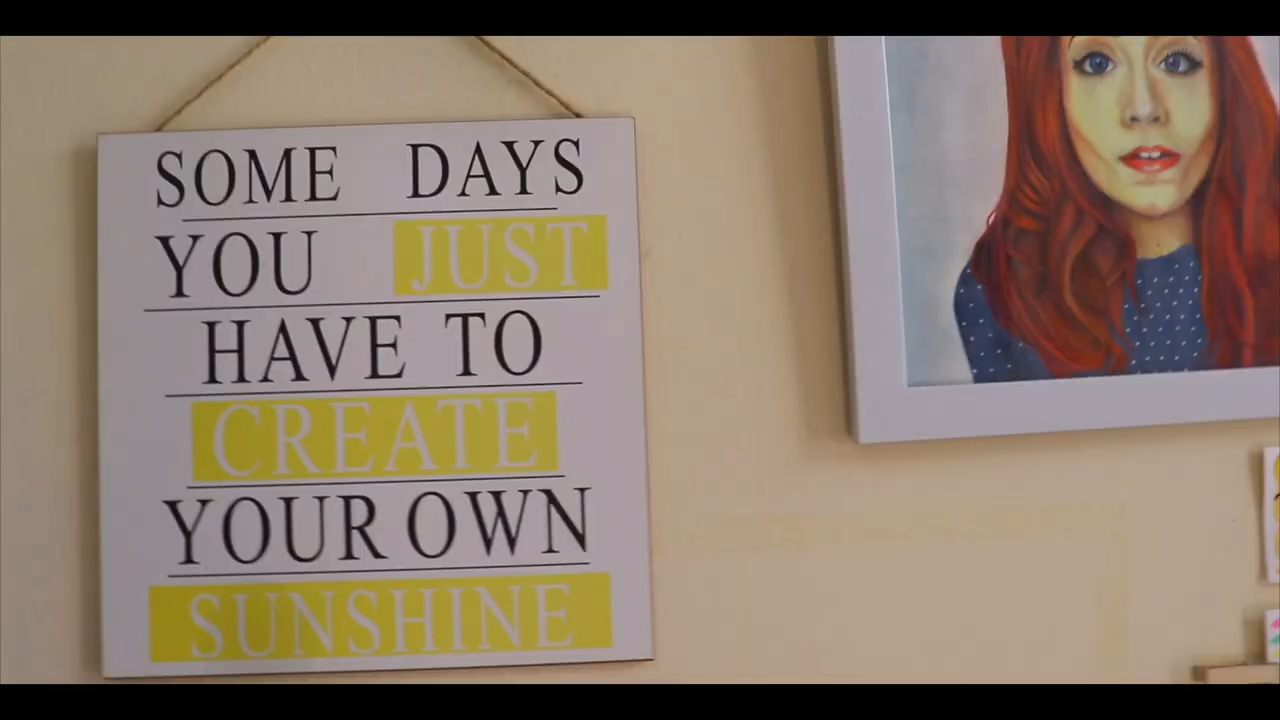 SOME DAYS
YOU JUST
HAVE TO
CREATE
YOUR OWN
SUNSHINE